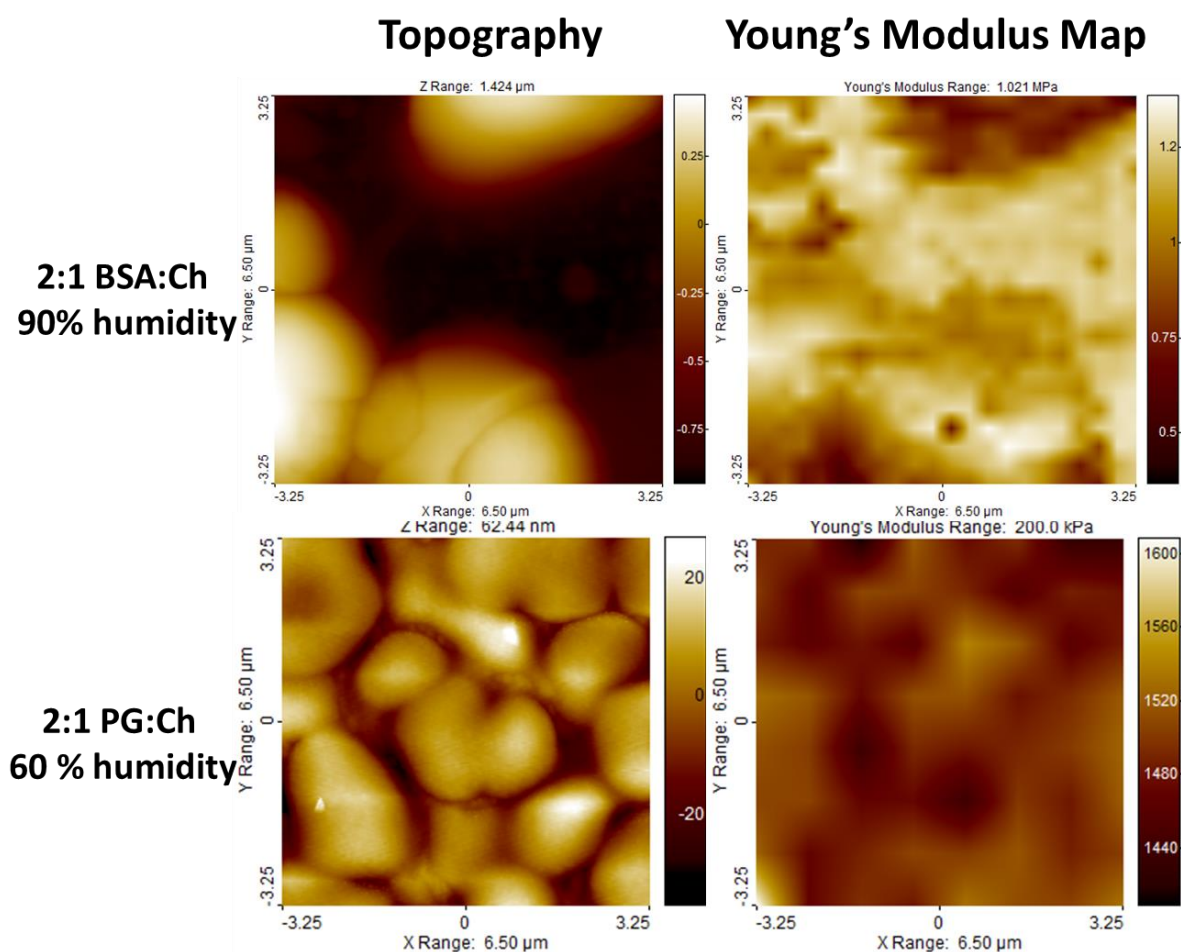 Topography
Young's Modulus Map
2:1 BSA:Ch
90% humidity
Z Range: 1.424 µm
3.25
Y Range: 6.50 µm
0
-3.25
-3.25
0
3.25
X Range: 6.50 µm
0.25
0
-0.25
-0.5
-0.75
Young's Modulus Range: 1.021 MPa
3.25
Y Range: 6.50 µm
0
-3.25
-3.25
0
3.25
X Range: 6.50 µm
1.2
1
0.75
0.5
2:1 PG:Ch
60 % humidity
Z Range: 62.44 nm
3.25
Y Range: 6.50 µm
0
-3.25
-3.25
0
3.25
X Range: 6.50 µm
20
0
-20
Young's Modulus Range: 200.0 kPa
3.25
Y Range: 6.50 µm
0
-3.25
-3.25
0
3.25
X Range: 6.50 µm
1600
1560
1520
1480
1440